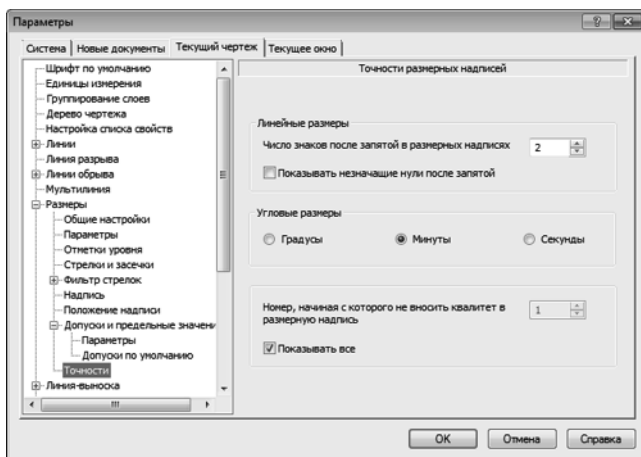 Параметры
Система
Новые документы
Текущий чертеж
Текущее окно
Шрифт по умолчанию
Единицы измерения
Группирование слоев
Дерево чертежа
Настройка списка свойств
Линии
Линия разрыва
Линии обрыва
Мультилиния
Размеры
Общие настройки
Параметры
Отметки уровня
Стрелки и засечки
Фильтр стрелок
Надпись
Положение надписи
Допуски и предельные значени
Параметры
Допуски по умолчанию
Точности
Линия-выноска
Точности размерных надписей
Линейные размеры
Число знаков после запятой в размерных надписях 2
Показывать незначащие нули после запятой
Угловые размеры
Градусы
Минуты
Секунды
Номер, начиная с которого не вносить квалитет в
размерную надпись
1
Показывать все
OK
Отмена
Справка